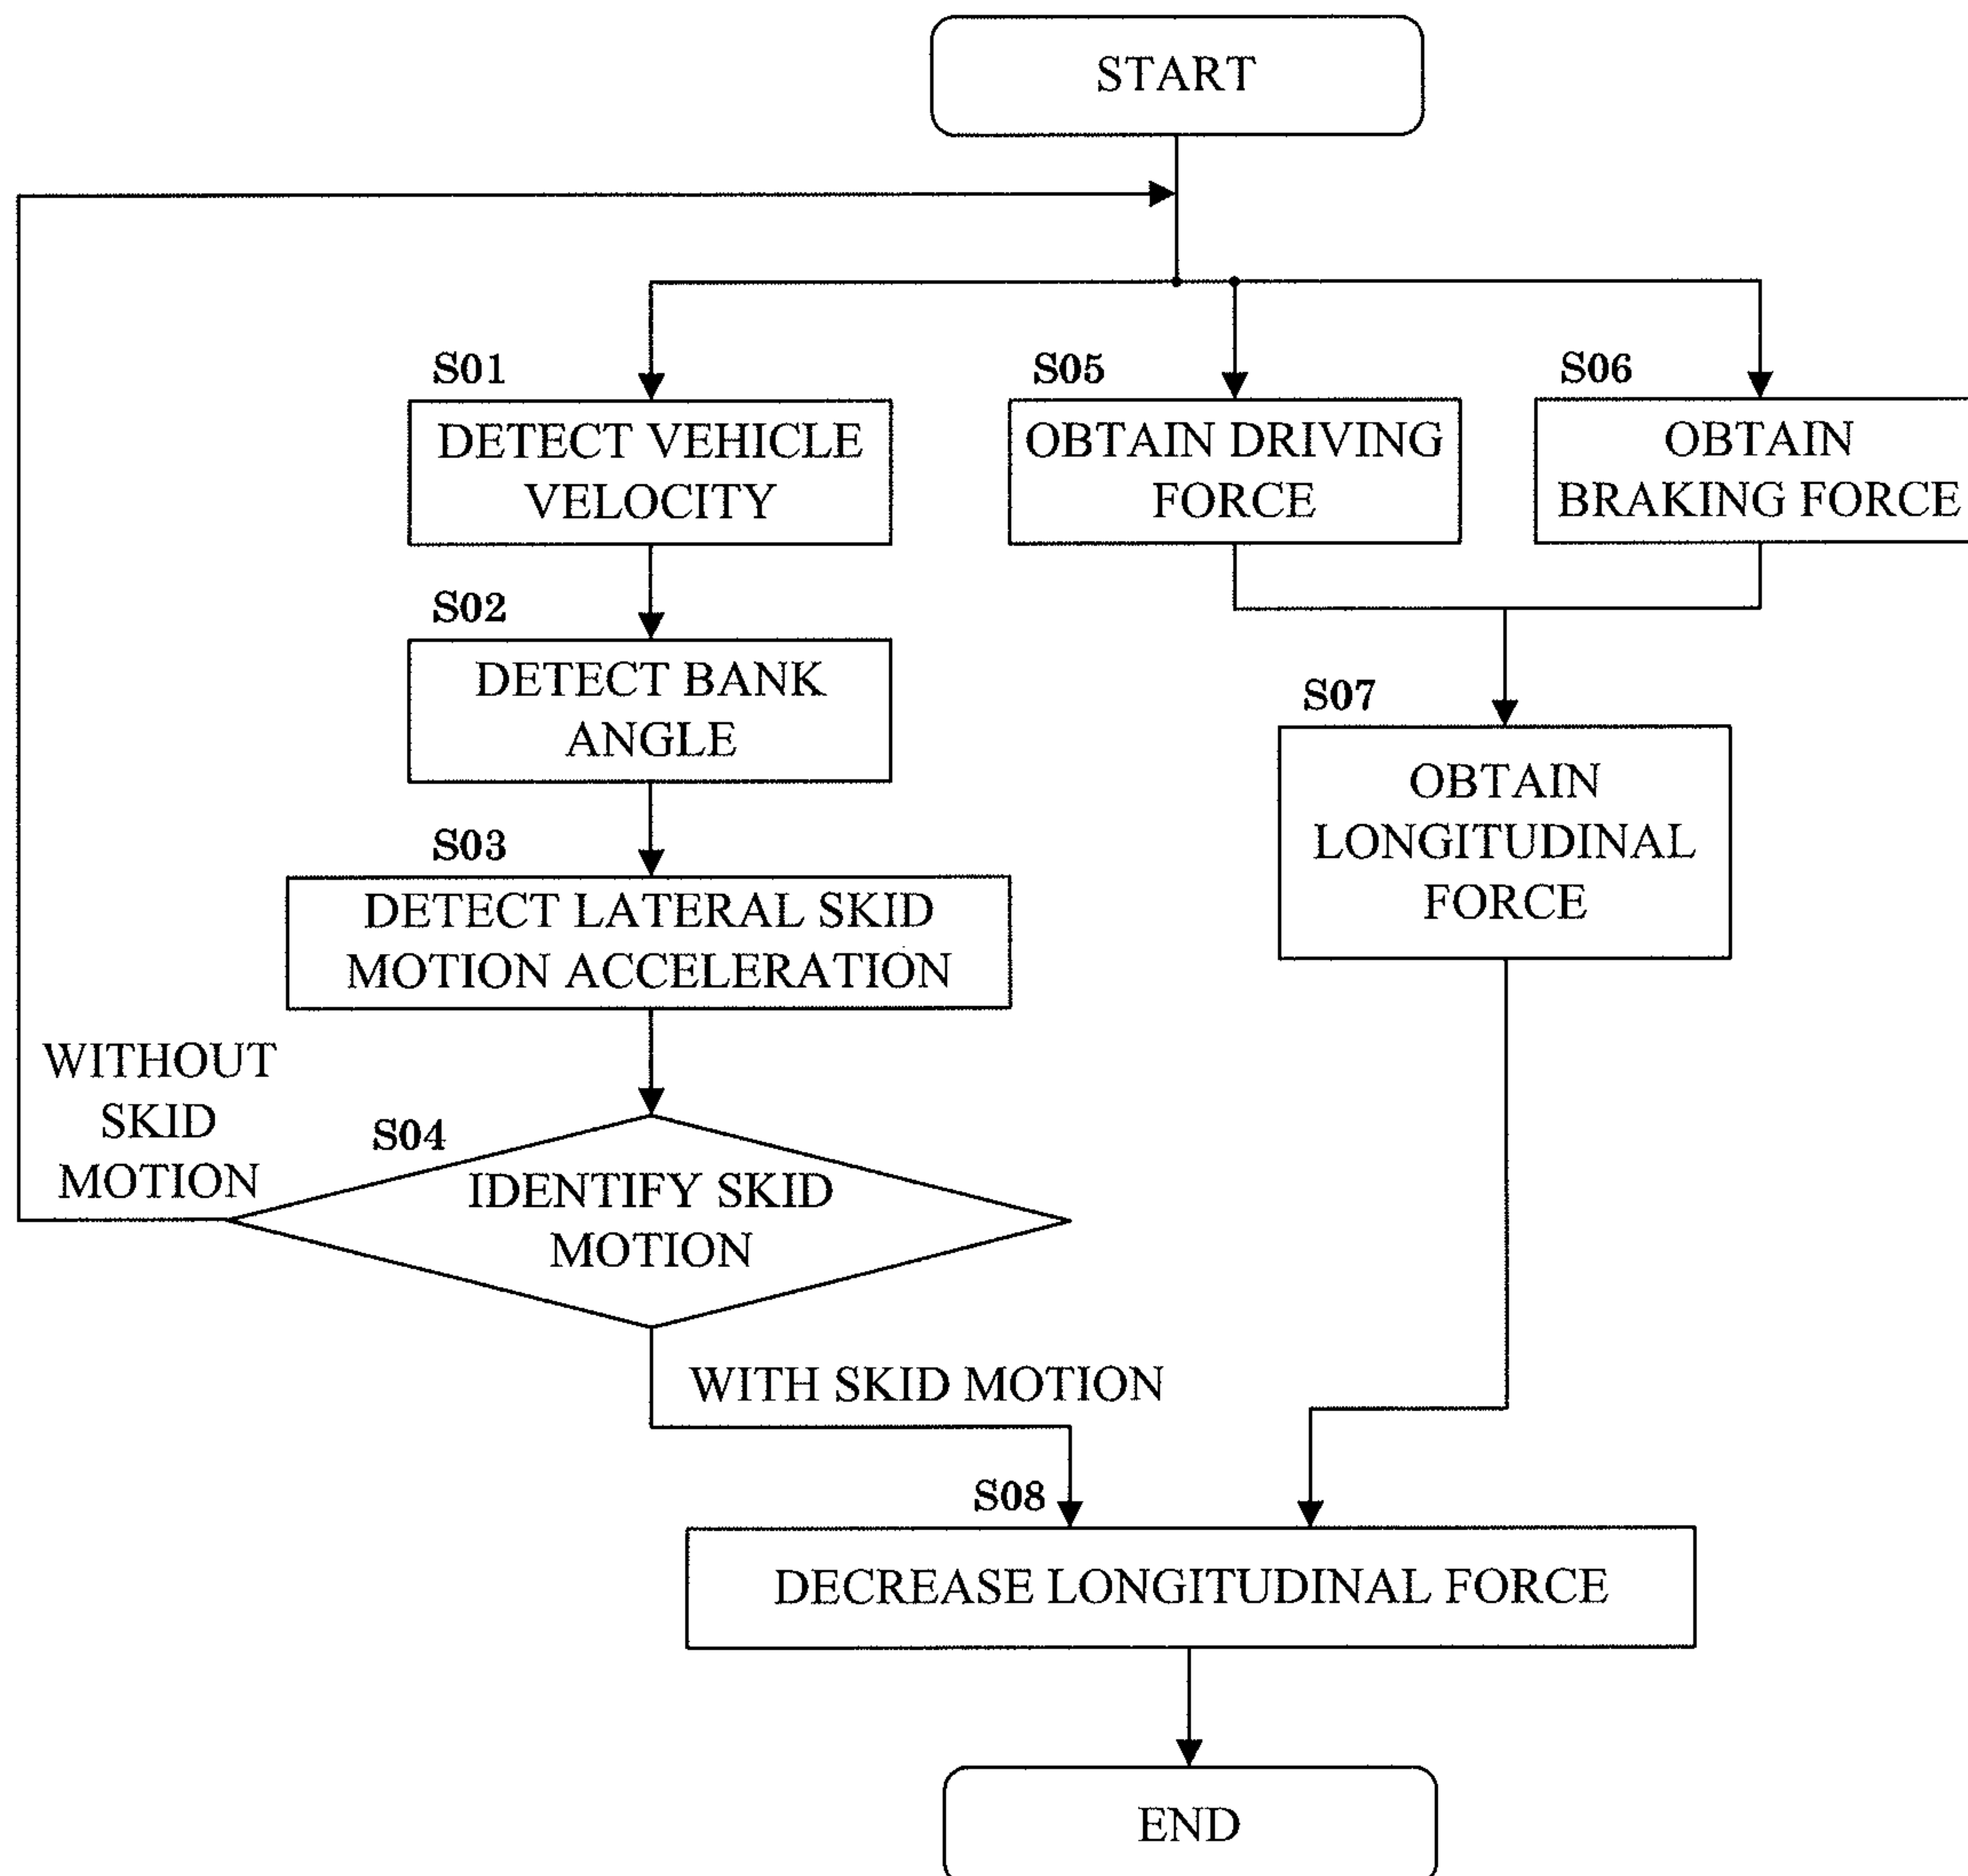 START
S01
DETECT VEHICLE
VELOCITY
S05
OBTAIN DRIVING
FORCE
S06
OBTAIN
BRAKING FORCE
S02
DETECT BANK
ANGLE
S07
OBTAIN
LONGITUDINAL
FORCE
S03
DETECT LATERAL SKID
MOTION ACCELERATION
WITHOUT
SKID
MOTION
S04
IDENTIFY SKID
MOTION
WITH SKID MOTION
S08
DECREASE LONGITUDINAL FORCE
END